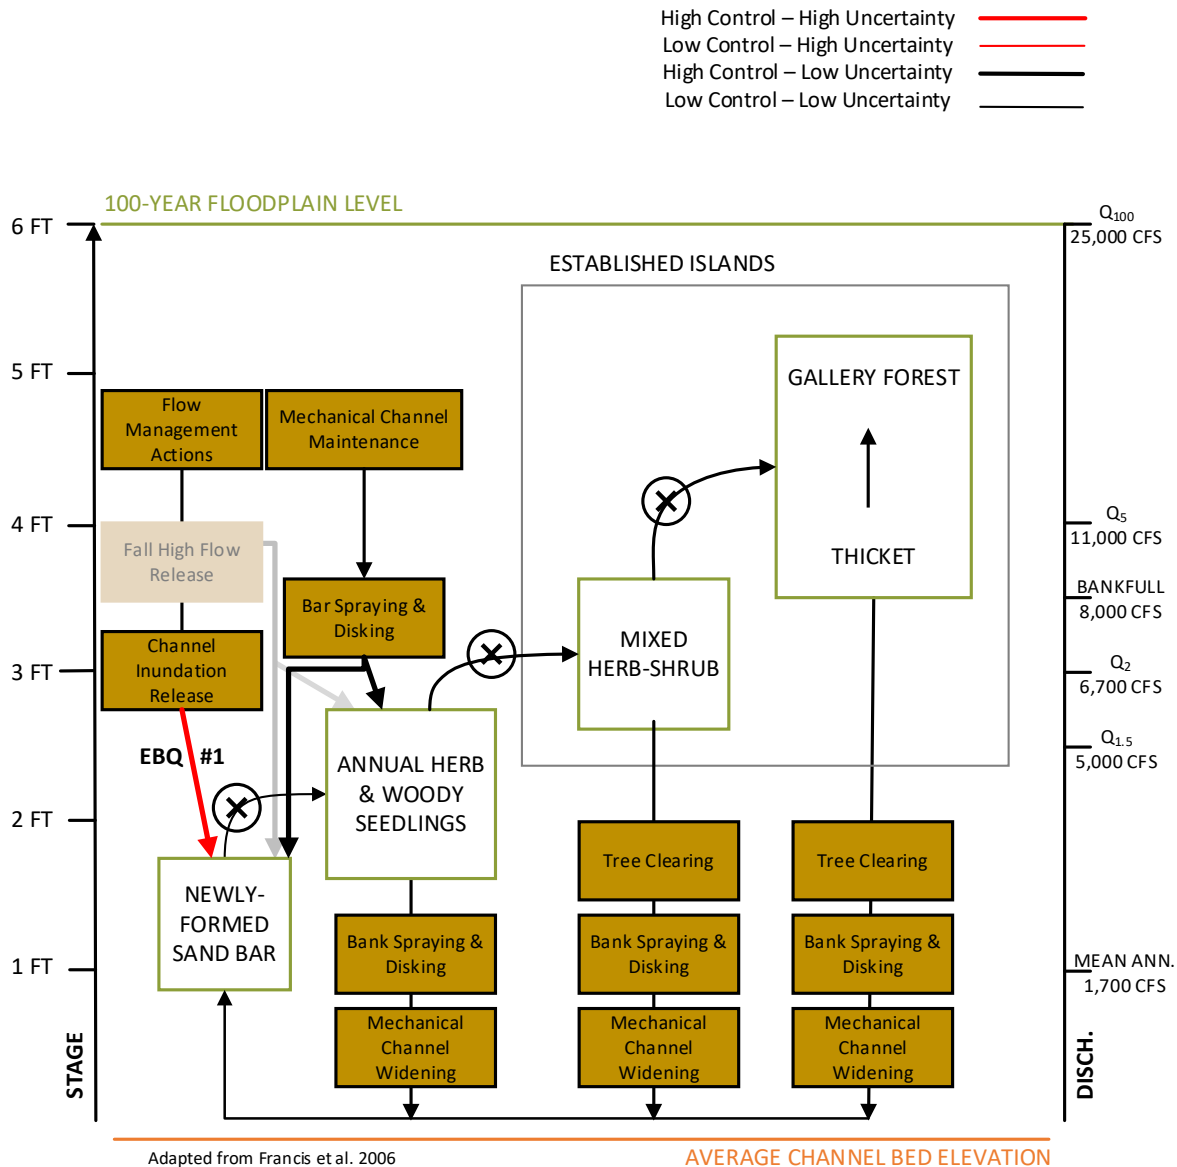 High Control – High Uncertainty
Low Control – High Uncertainty
High Control – Low Uncertainty
Low Control – Low Uncertainty
100-YEAR FLOODPLAIN LEVEL
6 FT
5 FT
4 FT
3 FT
2 FT
1 FT
STAGE
Flow
Management
Actions
Mechanical Channel
Maintenance
Fall High Flow
Release
Bar Spraying &
Disking
Channel
Inundation
Release
EBQ #1
NEWLY-
FORMED
SAND BAR
ANNUAL HERB
& WOODY
SEEDLINGS
ESTABLISHED ISLANDS
MIXED
HERB-SHRUB
GALLERY FOREST
THICKET
Bank Spraying &
Disking
Mechanical
Channel
Widening
Tree Clearing
Bank Spraying &
Disking
Mechanical
Channel
Widening
Tree Clearing
Bank Spraying &
Disking
Mechanical
Channel
Widening
Q100
25,000 CFS
Q5
11,000 CFS
BANKFULL
8,000 CFS
Q2
6,700 CFS
Q1.5
5,000 CFS
MEAN ANN.
1,700 CFS
DISCH.
Adapted from Francis et al. 2006
AVERAGE CHANNEL BED ELEVATION